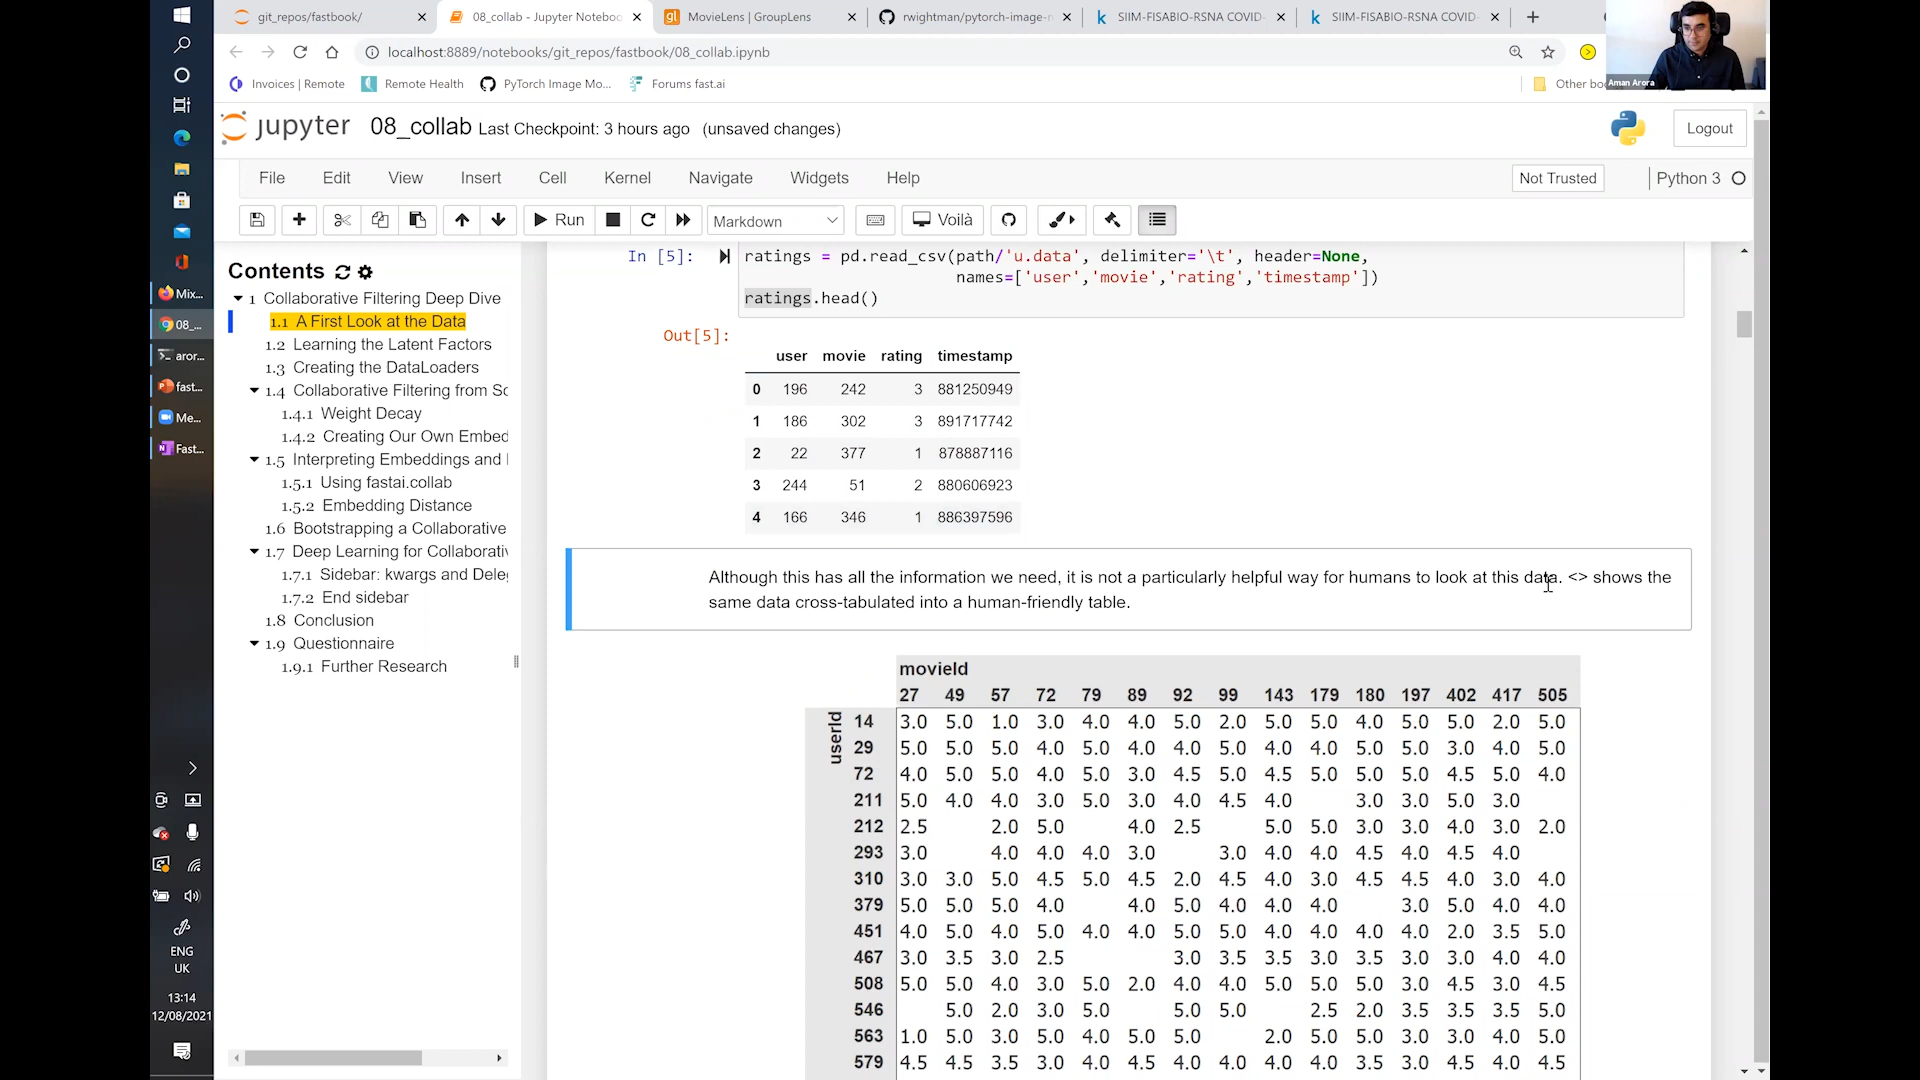 git_repos/fastbook/
08_collab - Jupyter Noteboo
MovieLens | GroupLens
rwightman/pytorch-image-m
SIIM-FISABIO-RSNA COVID-
SIIM-FISABIO-RSNA COVID-
localhost:8889/notebooks/git_repos/fastbook/08_collab.ipynb
Aman Arora
Invoices | Remote
Remote Health
PyTorch Image Mo...
Forums fast.ai
Other boo
jupyter 08_collab Last Checkpoint: 3 hours ago (unsaved changes)
Logout
File Edit View Insert Cell Kernel Navigate Widgets Help
Not Trusted
Python 3
Run
Markdown
Voilà
Mix...
08_...
aror...
fast...
Me...
Fast...
ENG
UK
13:14
12/08/2021
Contents
1 Collaborative Filtering Deep Dive
1.1 A First Look at the Data
1.2 Learning the Latent Factors
1.3 Creating the DataLoaders
1.4 Collaborative Filtering from Sc
1.4.1 Weight Decay
1.4.2 Creating Our Own Embed
1.5 Interpreting Embeddings and
1.5.1 Using fastai.collab
1.5.2 Embedding Distance
1.6 Bootstrapping a Collaborative
1.7 Deep Learning for Collaborativ
1.7.1 Sidebar: kwargs and Dele
1.7.2 End sidebar
1.8 Conclusion
1.9 Questionnaire
1.9.1 Further Research
In [5]: ratings = pd.read_csv(path/'u.data', delimiter='\t', header=None,
names=['user','movie','rating','timestamp'])
ratings.head()
Out[5]:
user movie rating timestamp
0 196 242 3 881250949
1 186 302 3 891717742
2 22 377 1 878887116
3 244 51 2 880606923
4 166 346 1 886397596
Although this has all the information we need, it is not a particularly helpful way for humans to look at this data. <> shows the
same data cross-tabulated into a human-friendly table.
movieId
27 49 57 72 79 89 92 99 143 179 180 197 402 417 505
userId
14 3.0 5.0 1.0 3.0 4.0 4.0 5.0 2.0 5.0 5.0 4.0 5.0 5.0 2.0 5.0
29 5.0 5.0 5.0 4.0 5.0 4.0 4.0 5.0 4.0 4.0 5.0 5.0 3.0 4.0 5.0
72 4.0 5.0 5.0 4.0 5.0 3.0 4.5 5.0 4.5 5.0 5.0 5.0 4.5 5.0 4.0
211 5.0 4.0 4.0 3.0 5.0 3.0 4.0 4.5 4.0 3.0 3.0 5.0 3.0
212 2.5 2.0 5.0 4.0 2.5 5.0 5.0 3.0 3.0 4.0 3.0 2.0
293 3.0 4.0 4.0 4.0 3.0 3.0 4.0 4.0 4.5 4.0 4.5 4.0
310 3.0 3.0 5.0 4.5 5.0 4.5 2.0 4.5 4.0 3.0 4.5 4.5 4.0 3.0 4.0
379 5.0 5.0 5.0 4.0 4.0 5.0 4.0 4.0 4.0 3.0 5.0 4.0 4.0
451 4.0 5.0 4.0 5.0 4.0 4.0 5.0 5.0 4.0 4.0 4.0 4.0 2.0 3.5 5.0
467 3.0 3.5 3.0 2.5 3.0 3.5 3.5 3.0 3.5 3.0 3.0 4.0 4.0
508 5.0 5.0 4.0 3.0 5.0 2.0 4.0 4.0 5.0 5.0 5.0 3.0 4.5 3.0 4.5
546 5.0 2.0 3.0 5.0 5.0 5.0 2.5 2.0 3.5 3.5 3.5 5.0
563 1.0 5.0 3.0 5.0 4.0 5.0 5.0 2.0 5.0 5.0 3.0 3.0 4.0 5.0
579 4.5 4.5 3.5 3.0 4.0 4.5 4.0 4.0 4.0 4.0 3.5 3.0 4.5 4.0 4.5